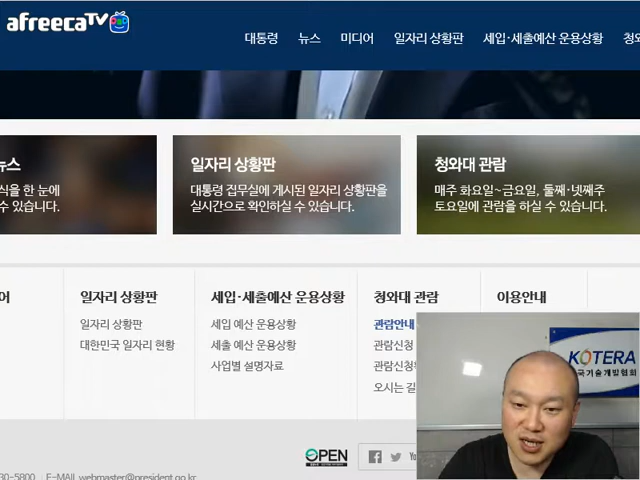 afreecaTV
대통령 뉴스 미디어 일자리 상황판 세입·세출예산 운용상황
뉴스
식을 한 눈에
수 있습니다.
일자리 상황판
대통령 집무실에 게시된 일자리 상황판을
실시간으로 확인하실 수 있습니다.
청와대 관람
매주 화요일~금요일, 둘째·넷째주
토요일에 관람을 하실 수 있습니다.
어
일자리 상황판
일자리 상황판
대한민국 일자리 현황
세입·세출예산 운용상황
세입 예산 운용상황
세출 예산 운용상황
사업별 설명자료
청와대 관람
관람안내
관람신청
관람신청
오시는 길
이용안내
KOTERA
국기술개발협회
OPEN
30-5800 E-MAIL webmaster@president.go.kr